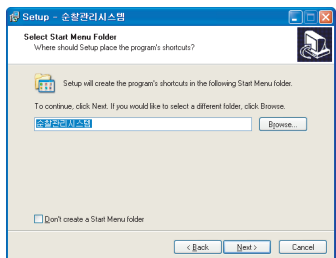 Setup - 순찰관리시스템
Select Start Menu Folder
Where should Setup place the program's shortcuts?
Setup will create the program's shortcuts in the following Start Menu folder.
To continue, click Next. If you would like to select a different folder, click Browse.
순찰관리시스템
Browse...
Don't create a Start Menu folder
< Back
Next >
Cancel